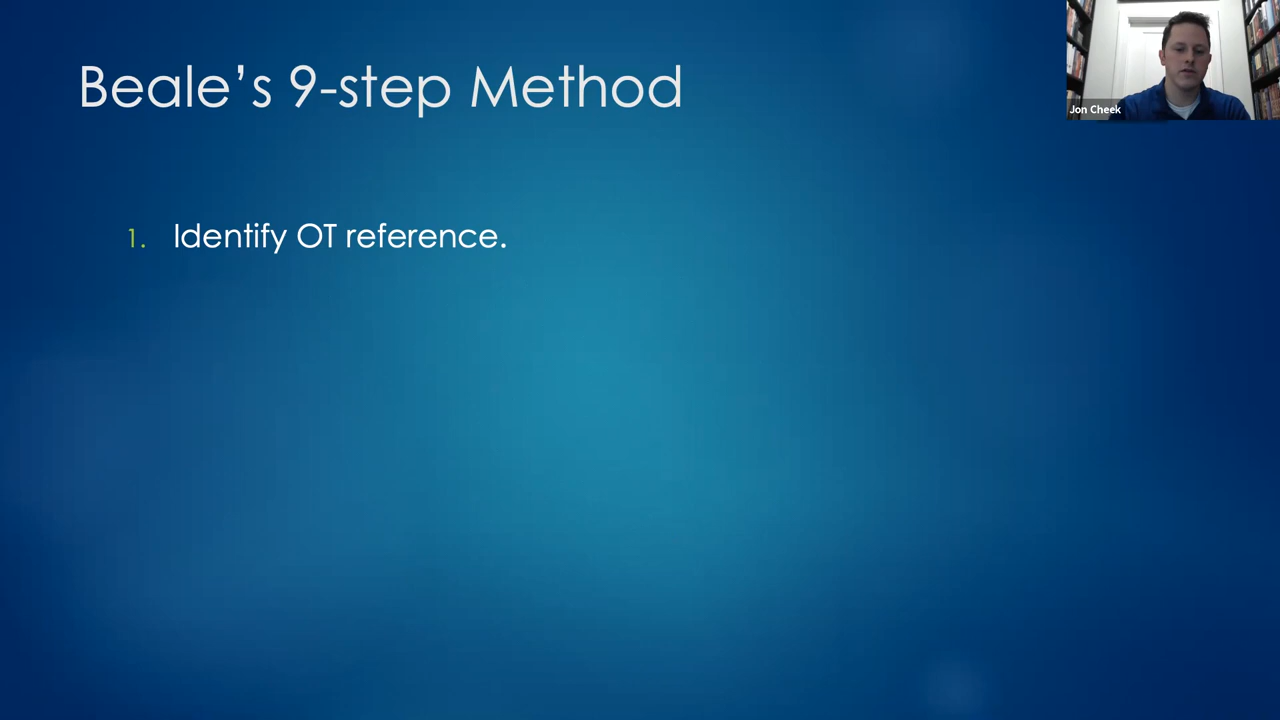 Beale’s 9-step Method
1. Identify OT reference.
Jon Cheek